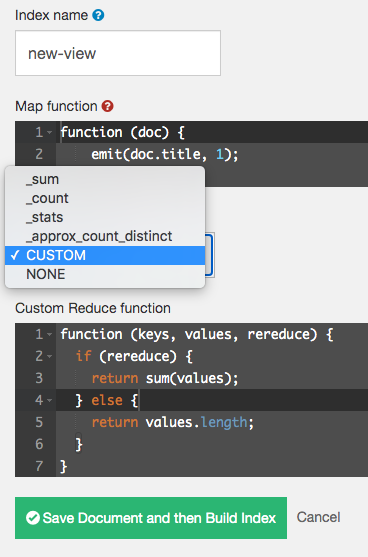 Index name ?
new-view
Map function ?
1 function (doc) {
2 emit(doc.title, 1);
_sum
_count
_stats
_approx_count_distinct
✓ CUSTOM
NONE
Custom Reduce function
1 function (keys, values, rereduce) {
2 if (rereduce) {
3 return sum(values);
4 } else {
5 return values.length;
6 }
7 }
Save Document and then Build Index Cancel